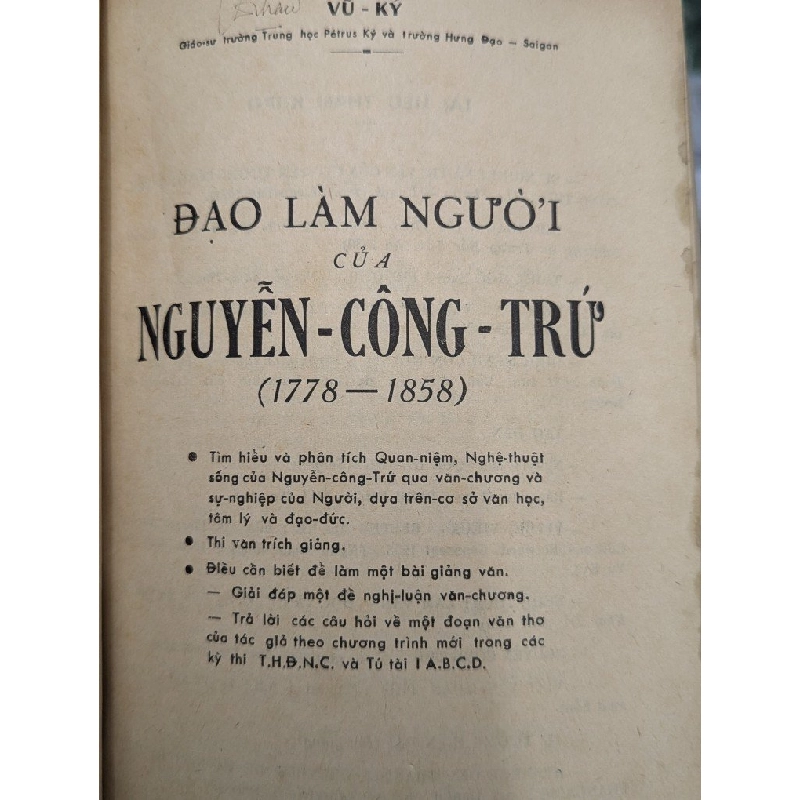 VŨ - KÝ
Giáo-sư trường Trung học Pétrus Ký và trường Hưng Đạo — Saigon
ĐẠO LÀM NGƯỜI
CỦA
NGUYỄN - CÔNG - TRỨ
(1778 — 1858)
• Tìm hiểu và phân tích Quan-niệm, Nghệ-thuật
sống của Nguyễn-công-Trứ qua văn-chương và
sự-nghiệp của Người, dựa trên-cơ sở văn học,
tâm lý và đạo-đức.
• Thi văn trích giảng.
• Điều cần biết để làm một bài giảng văn.
— Giải đáp một đề nghị-luận văn-chương.
— Trả lời các câu hỏi về một đoạn văn thơ
của tác giả theo chương trình mới trong các
kỳ thi T.H.Đ.N.C. và Tú tài I A.B.C.D.